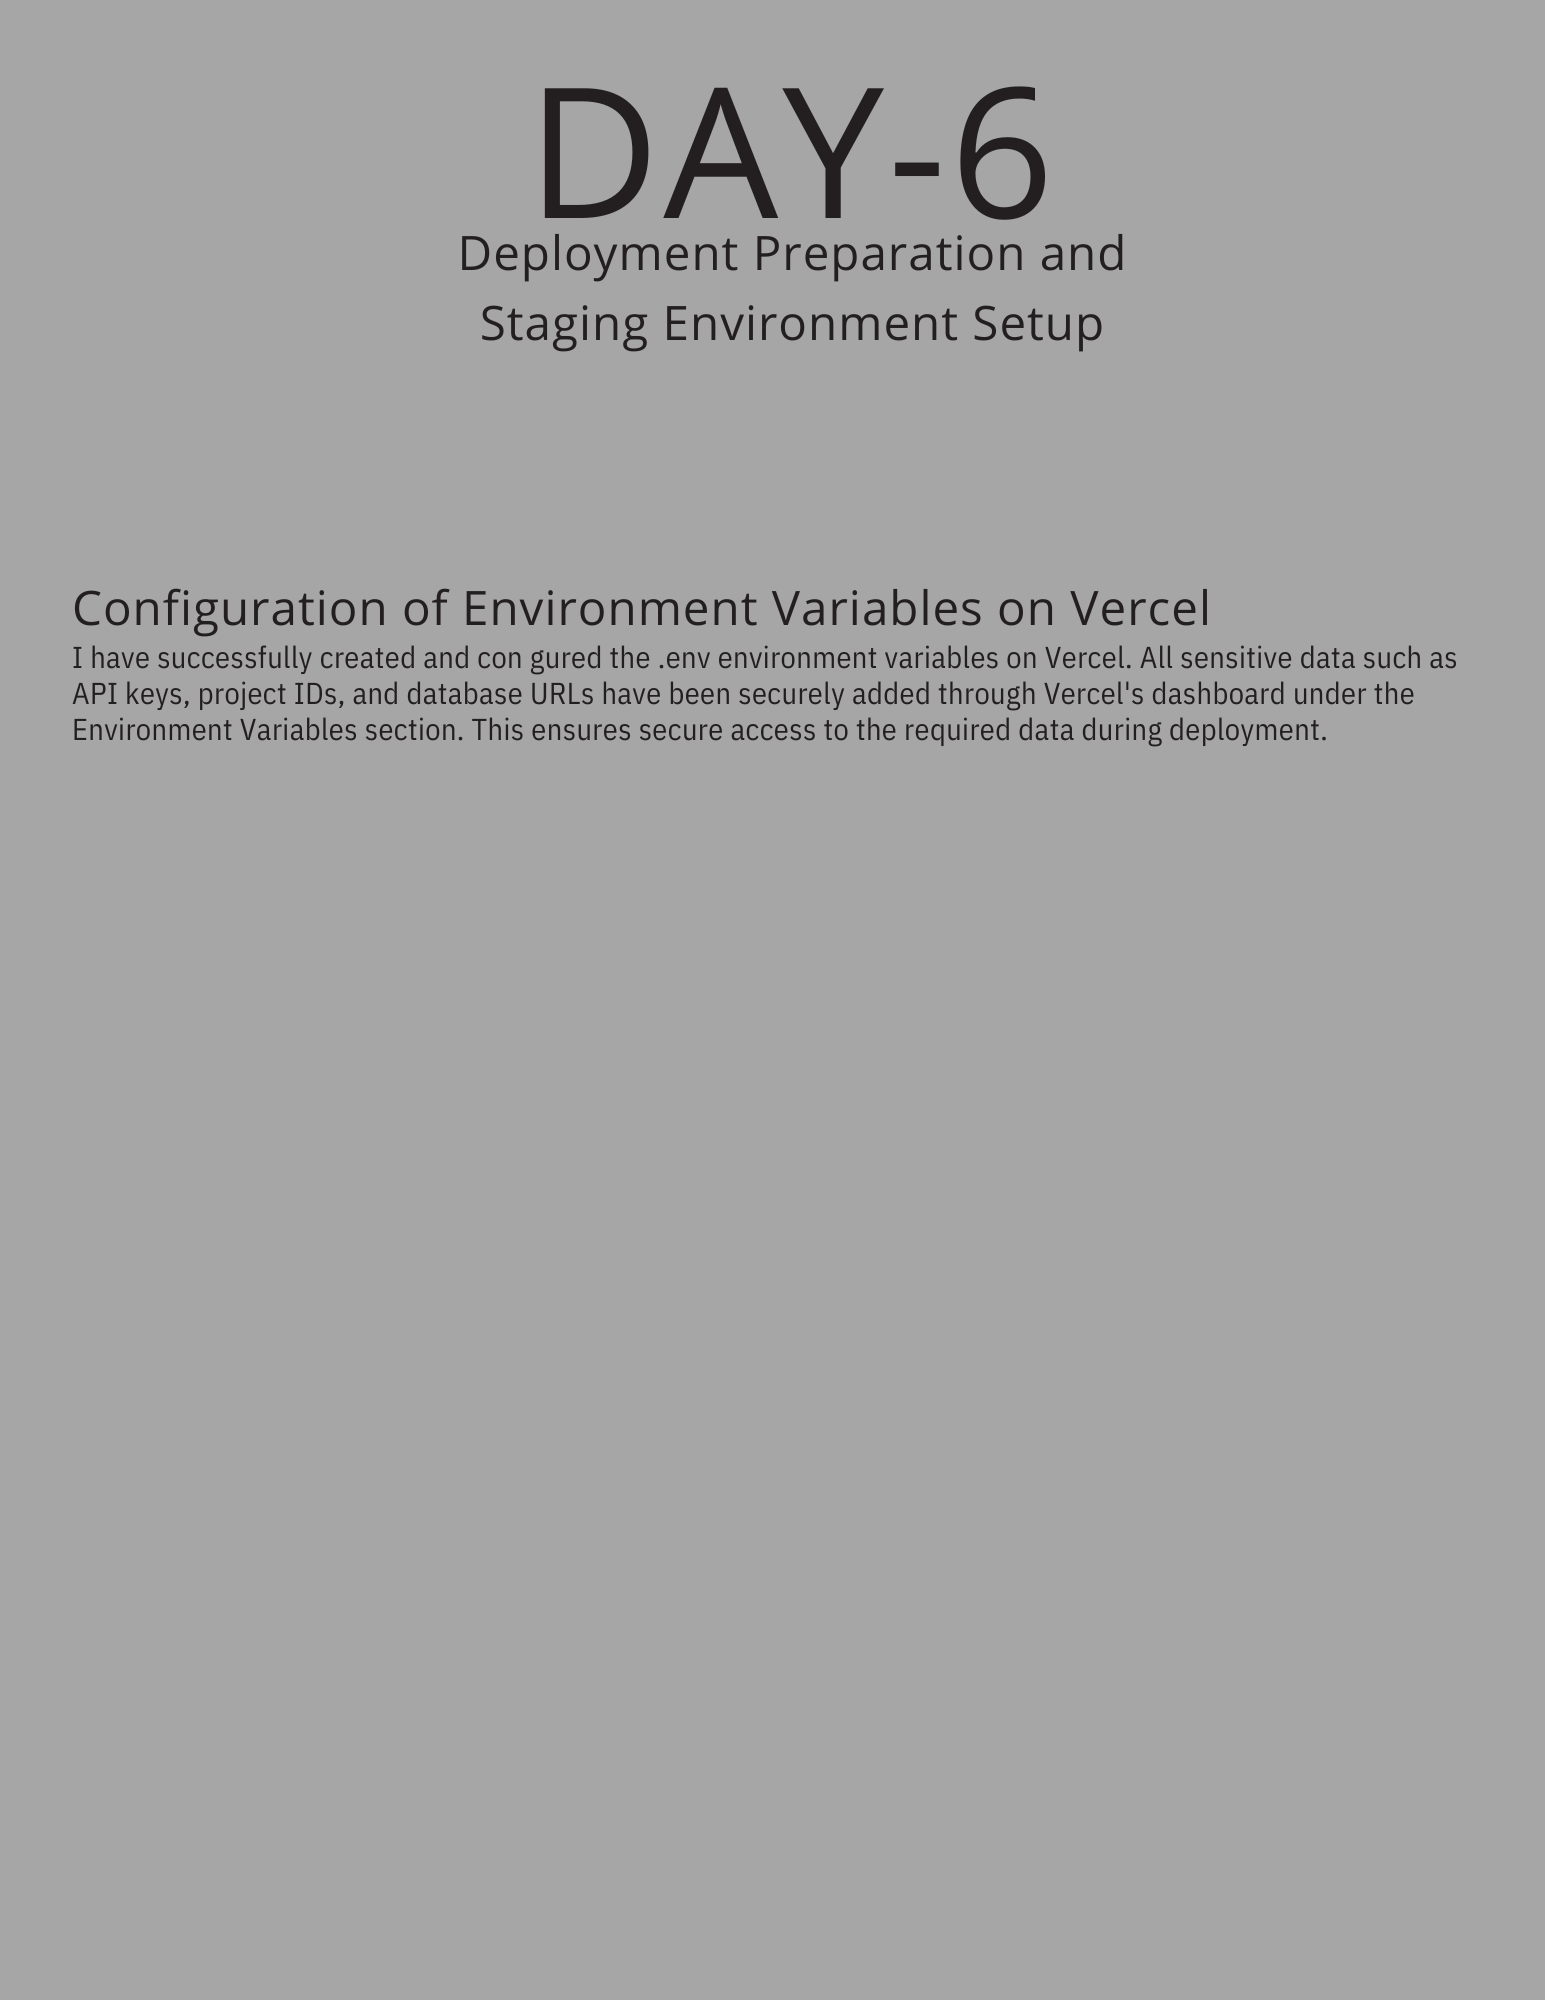 DAY-6
Deployment Preparation and
Staging Environment Setup
Configuration of Environment Variables on Vercel
I have successfully created and con gured the .env environment variables on Vercel. All sensitive data such as
API keys, project IDs, and database URLs have been securely added through Vercel's dashboard under the
Environment Variables section. This ensures secure access to the required data during deployment.